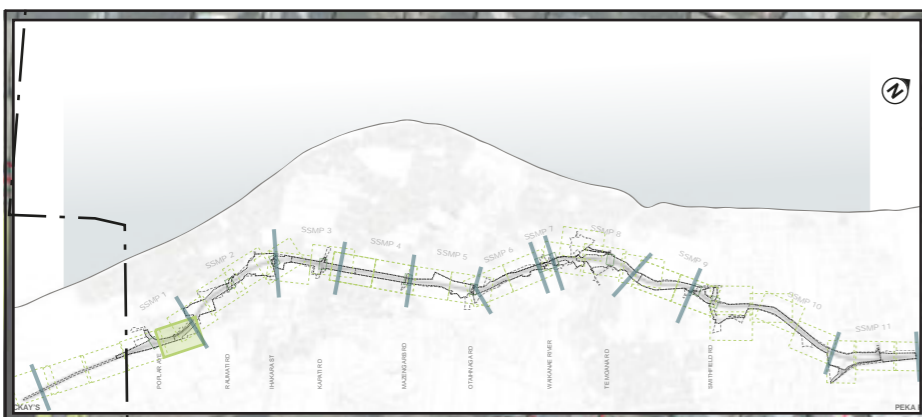 N
SSMP 1
SSMP 2
SSMP 3
SSMP 4
SSMP 5
SSMP 6
SSMP 7
SSMP 8
SSMP 9
SSMP 10
SSMP 11
POPLAR AVE
RAUMATI RD
IHAKARA ST
KAPATI RD
MAZENGARB RD
OTAIHNAGA RD
WAIKANAE RIVER
TE MOANA RD
SMITHFIELD RD
CKAY'S
PEKA